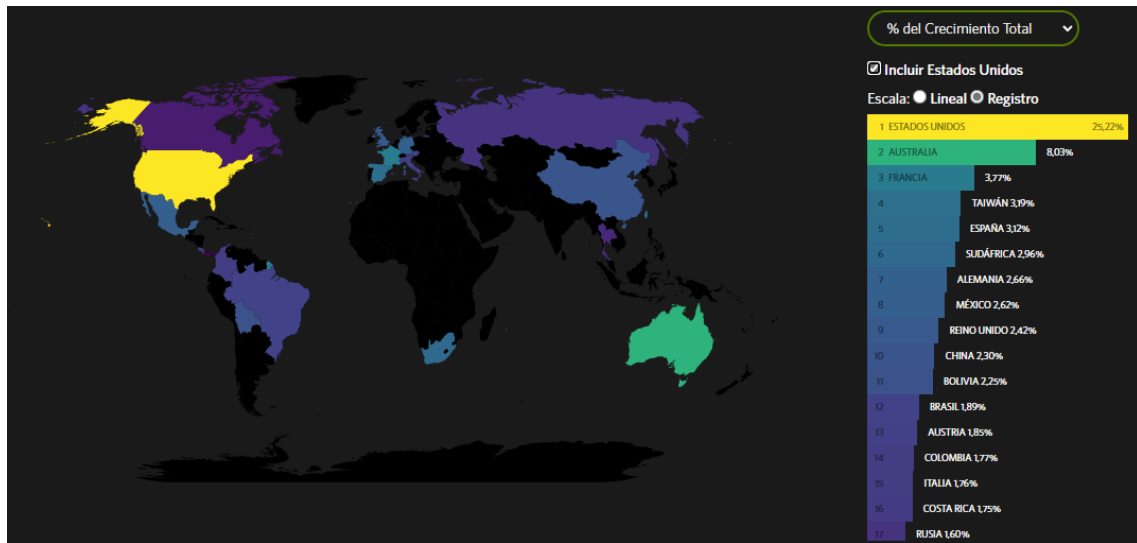 % del Crecimiento Total
Incluir Estados Unidos
Escala: Lineal Registro
1 ESTADOS UNIDOS 25,22%
2 AUSTRALIA 8,03%
3 FRANCIA 3,77%
4 TAIWÁN 3,19%
5 ESPAÑA 3,12%
6 SUDÁFRICA 2,96%
7 ALEMANIA 2,66%
8 MÉXICO 2,62%
9 REINO UNIDO 2,42%
10 CHINA 2,30%
11 BOLIVIA 2,25%
12 BRASIL 1,89%
13 AUSTRIA 1,85%
14 COLOMBIA 1,77%
15 ITALIA 1,76%
16 COSTA RICA 1,75%
17 RUSIA 1,60%